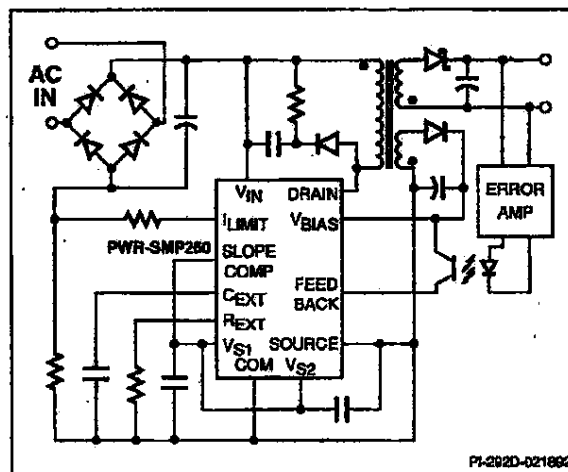 AC
IN
VIN
DRAIN
ILIMIT
VBIAS
ERROR
AMP
PWR-SMP260
SLOPE
COMP
CEXT
FEED
BACK
REXT
VS1
SOURCE
COM
VS2
PI-292D-021892